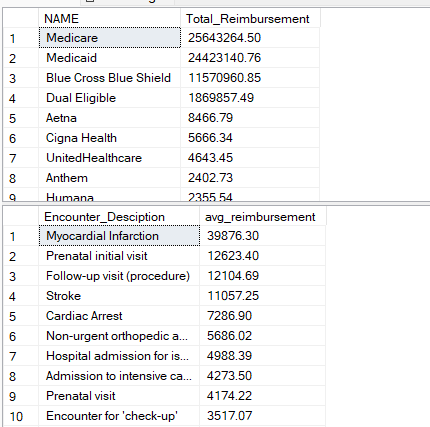 NAME Total_Reimbursement
1 Medicare 25643264.50
2 Medicaid 24423140.76
3 Blue Cross Blue Shield 11570960.85
4 Dual Eligible 1869857.49
5 Aetna 8466.79
6 Cigna Health 5666.34
7 UnitedHealthcare 4643.45
8 Anthem 2402.73
9 Humana 2355.54
Encounter_Desciption avg_reimbursement
1 Myocardial Infarction 39876.30
2 Prenatal initial visit 12623.40
3 Follow-up visit (procedure) 12104.69
4 Stroke 11057.25
5 Cardiac Arrest 7286.90
6 Non-urgent orthopedic a... 5686.02
7 Hospital admission for is... 4988.39
8 Admission to intensive ca... 4273.50
9 Prenatal visit 4174.22
10 Encounter for 'check-up' 3517.07